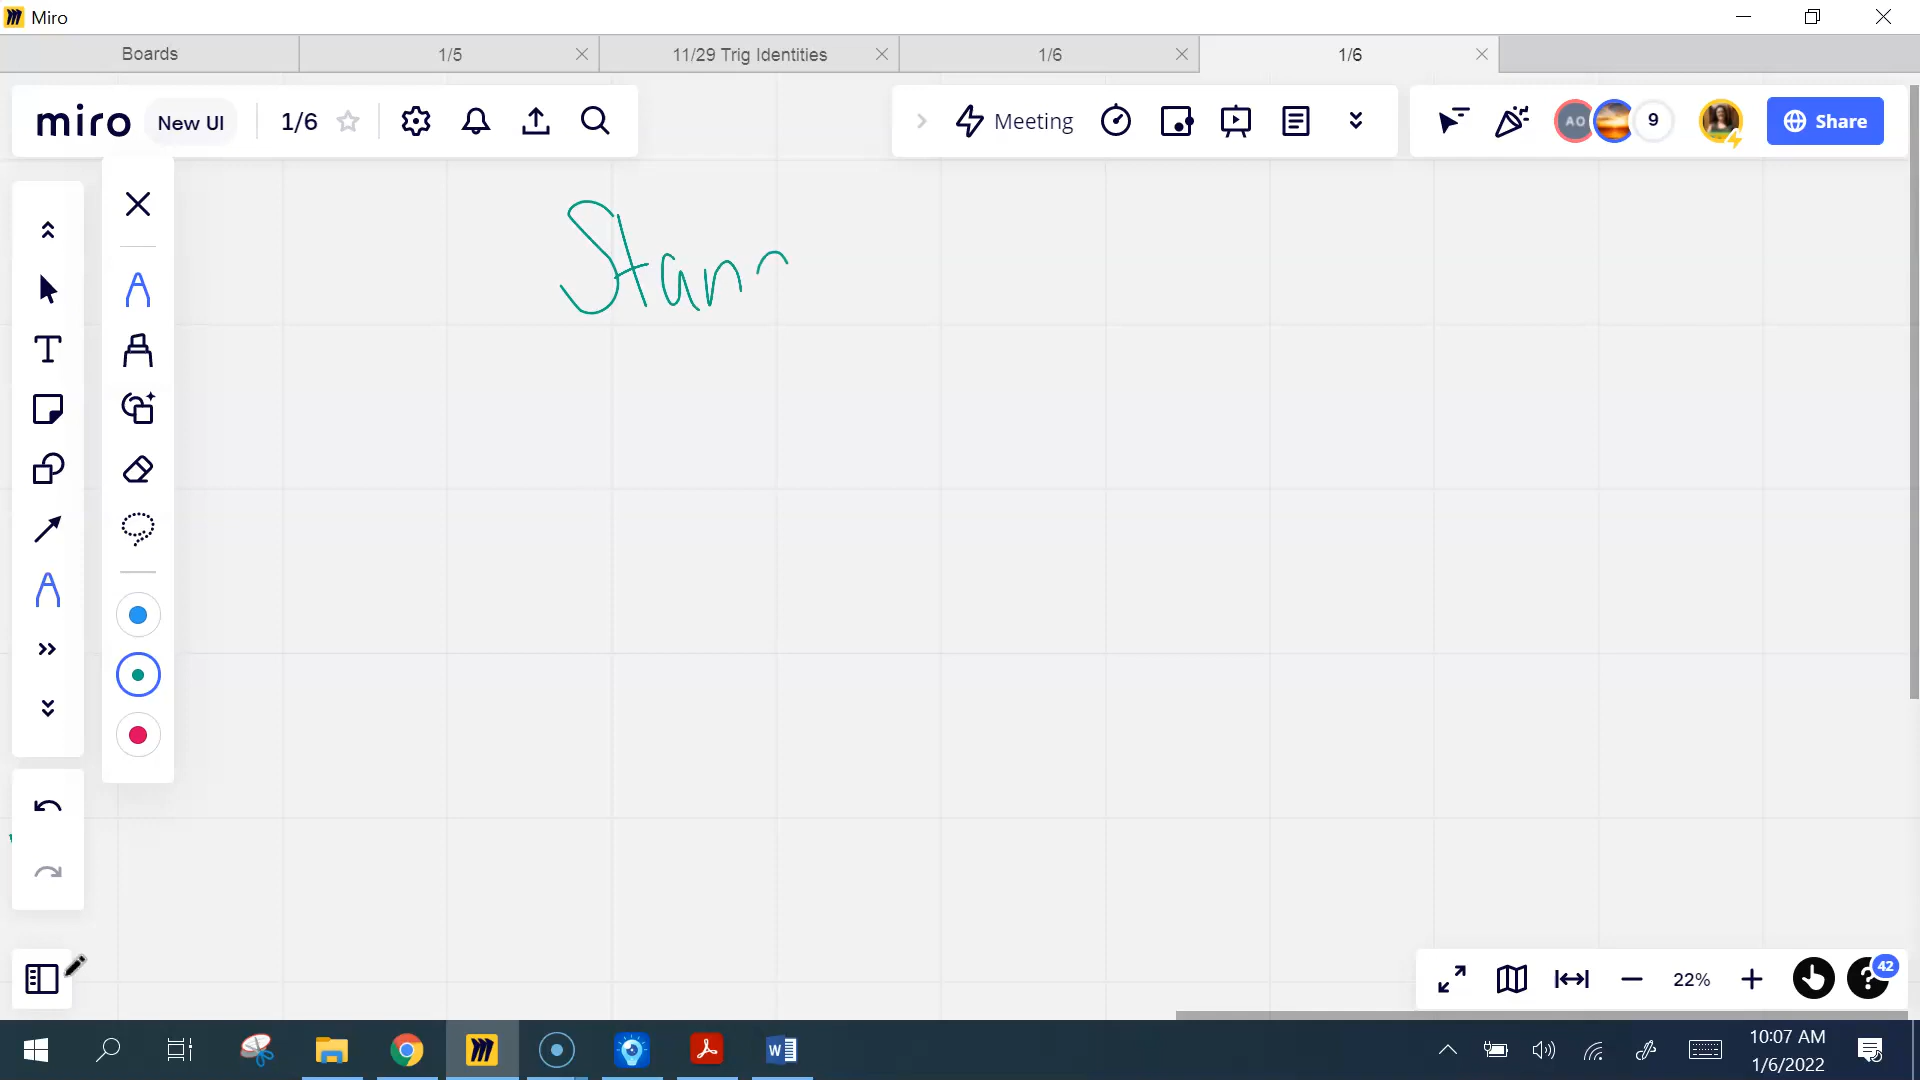 Miro
Boards
1/5
11/29 Trig Identities
1/6
1/6
miro
New UI
1/6
Meeting
AO
9
Share
Stan
22%
42
10:07 AM
1/6/2022